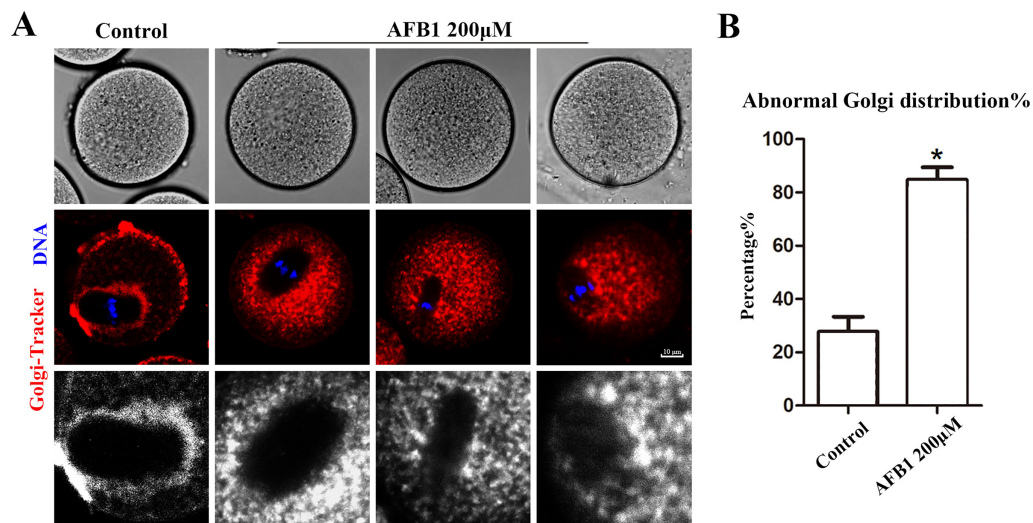 A
Control
AFB1 200μM
Golgi-Tracker DNA
10 μm
B
Abnormal Golgi distribution%
Percentage%
100
80
60
40
20
0
*
Control
AFB1 200μM